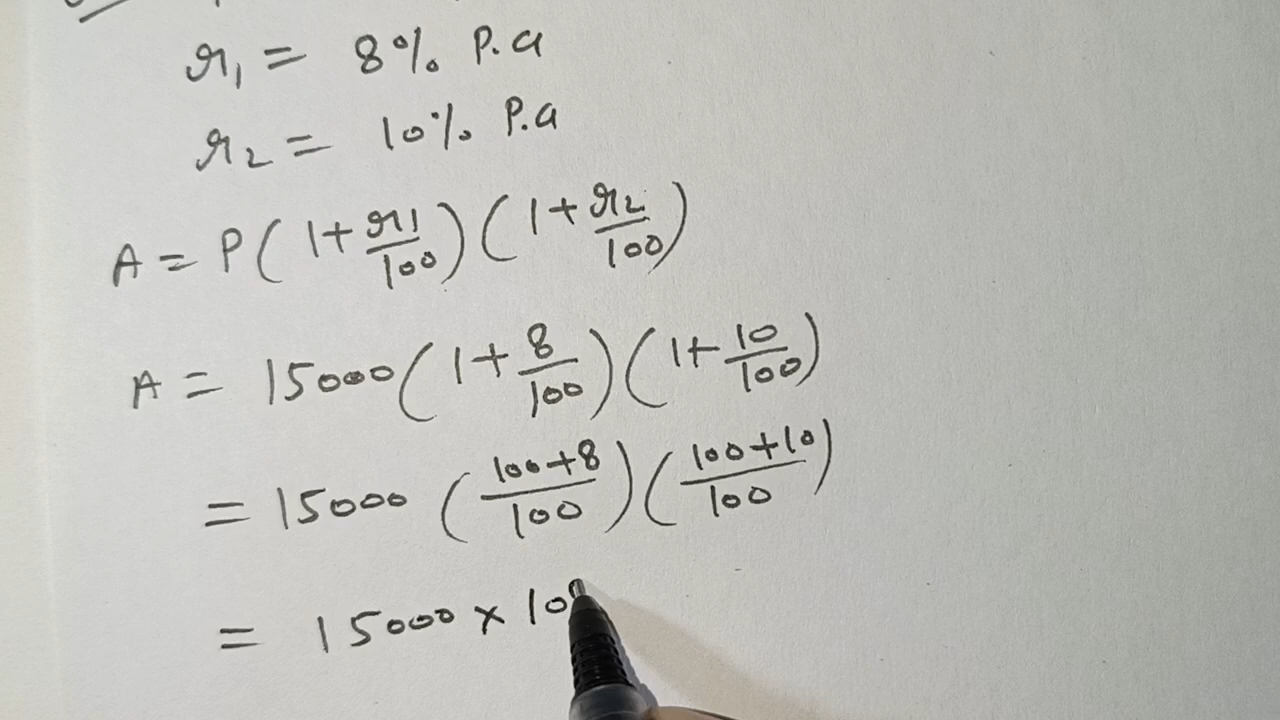 r₁ = 8% P.a
r₂ = 10% P.a
A = P(1+r1/100)(1+r2/100)
A = 15000(1+8/100)(1+10/100)
= 15000 (100+8/100)(100+10/100)
= 15000 × 10